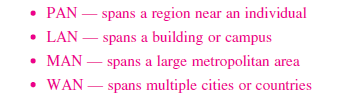 • PAN — spans a region near an individual
• LAN — spans a building or campus
• MAN — spans a large metropolitan area
• WAN — spans multiple cities or countries